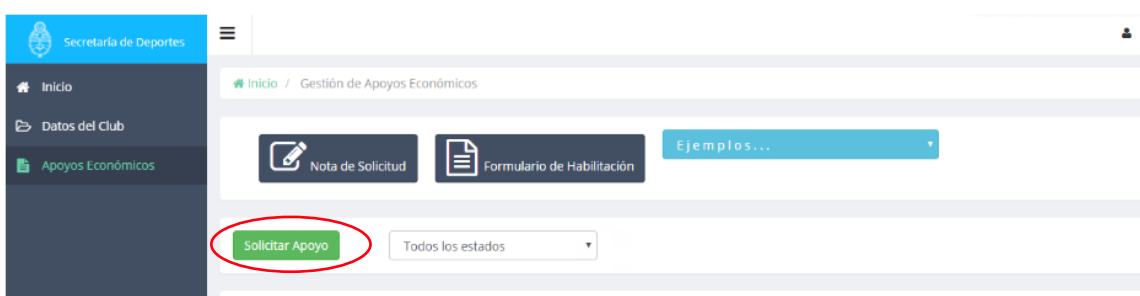 Secretaría de Deportes
Inicio
Datos del Club
Apoyos Económicos
Inicio / Gestión de Apoyos Económicos
Nota de Solicitud
Formulario de Habilitación
Ejemplos...
Solicitar Apoyo
Todos los estados